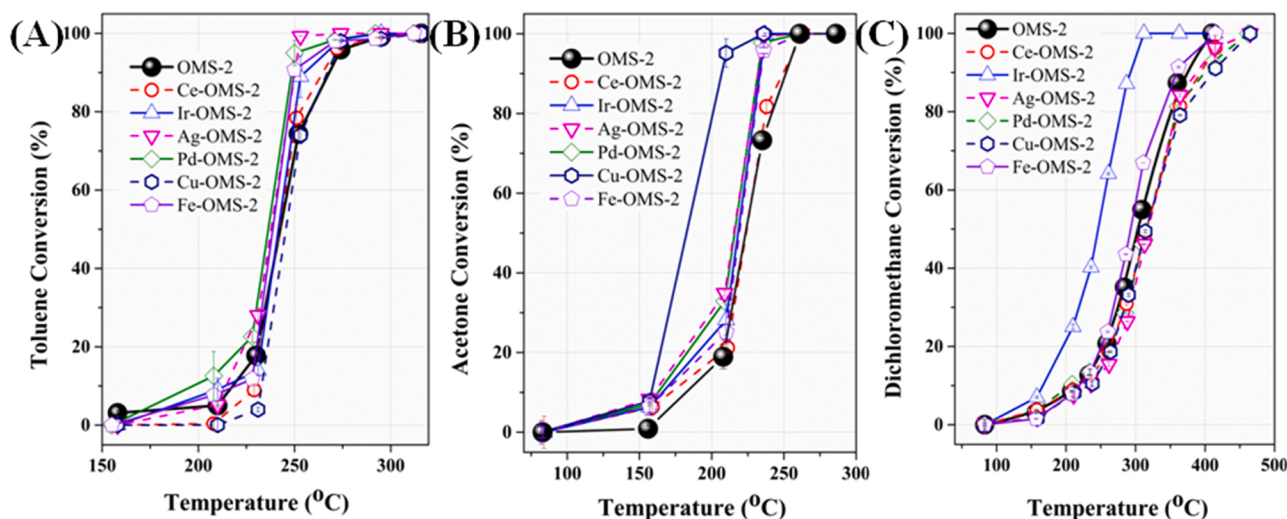 (A)
100
80
60
40
20
0
Toluene Conversion (%)
OMS-2
Ce-OMS-2
Ir-OMS-2
Ag-OMS-2
Pd-OMS-2
Cu-OMS-2
Fe-OMS-2
150 200 250 300
Temperature (⁰C)
(B)
100
80
60
40
20
0
Acetone Conversion (%)
OMS-2
Ce-OMS-2
Ir-OMS-2
Ag-OMS-2
Pd-OMS-2
Cu-OMS-2
Fe-OMS-2
100 150 200 250 300
Temperature (⁰C)
(C)
100
80
60
40
20
0
Dichloromethane Conversion (%)
OMS-2
Ce-OMS-2
Ir-OMS-2
Ag-OMS-2
Pd-OMS-2
Cu-OMS-2
Fe-OMS-2
100 200 300 400 500
Temperature (⁰C)